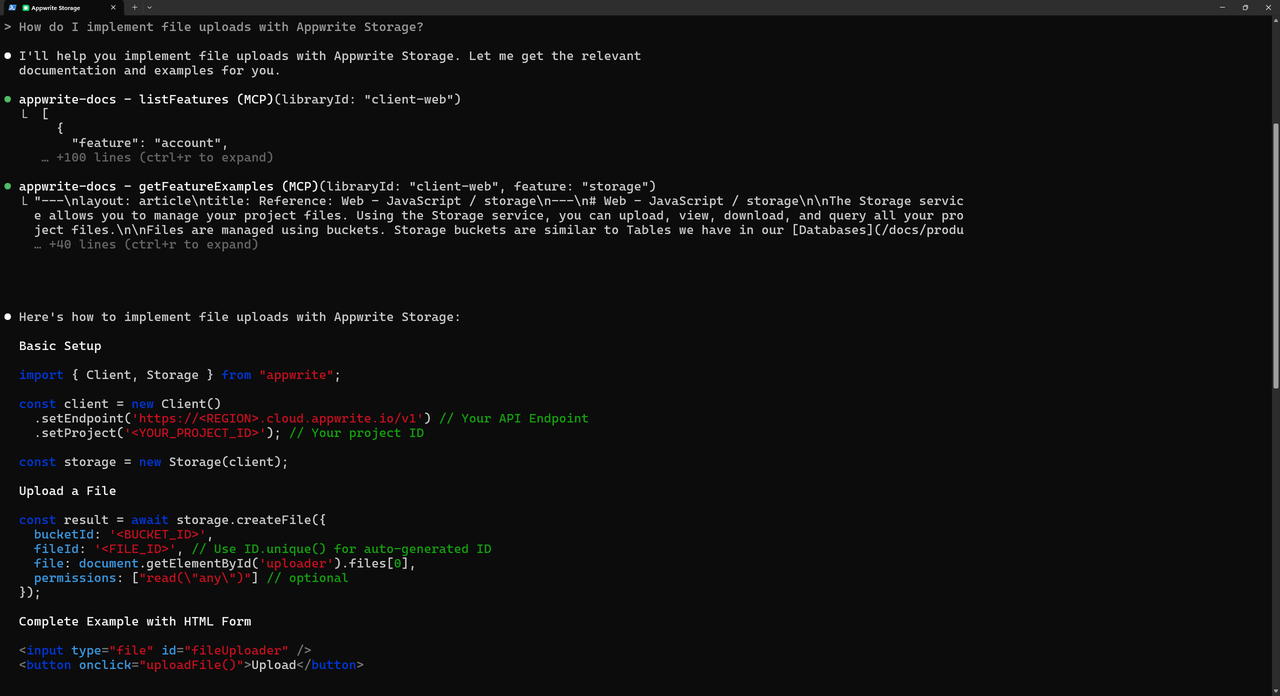 Appwrite Storage
> How do I implement file uploads with Appwrite Storage?
● I'll help you implement file uploads with Appwrite Storage. Let me get the relevant
documentation and examples for you.
● appwrite-docs - listFeatures (MCP)(libraryId: "client-web")
└ [
{
"feature": "account",
… +100 lines (ctrl+r to expand)
● appwrite-docs - getFeatureExamples (MCP)(libraryId: "client-web", feature: "storage")
└ "---\nlayout: article\ntitle: Reference: Web - JavaScript / storage\n---\n# Web - JavaScript / storage\n\nThe Storage servic
e allows you to manage your project files. Using the Storage service, you can upload, view, download, and query all your pro
ject files.\n\nFiles are managed using buckets. Storage buckets are similar to Tables we have in our [Databases](/docs/produ
… +40 lines (ctrl+r to expand)
● Here's how to implement file uploads with Appwrite Storage:
Basic Setup
import { Client, Storage } from "appwrite";
const client = new Client()
.setEndpoint('https://<REGION>.cloud.appwrite.io/v1') // Your API Endpoint
.setProject('<YOUR_PROJECT_ID>'); // Your project ID
const storage = new Storage(client);
Upload a File
const result = await storage.createFile({
bucketId: '<BUCKET_ID>',
fileId: '<FILE_ID>', // Use ID.unique() for auto-generated ID
file: document.getElementById('uploader').files[0],
permissions: ["read(\"any\")"] // optional
});
Complete Example with HTML Form
<input type="file" id="fileUploader" />
<button onclick="uploadFile()">Upload</button>